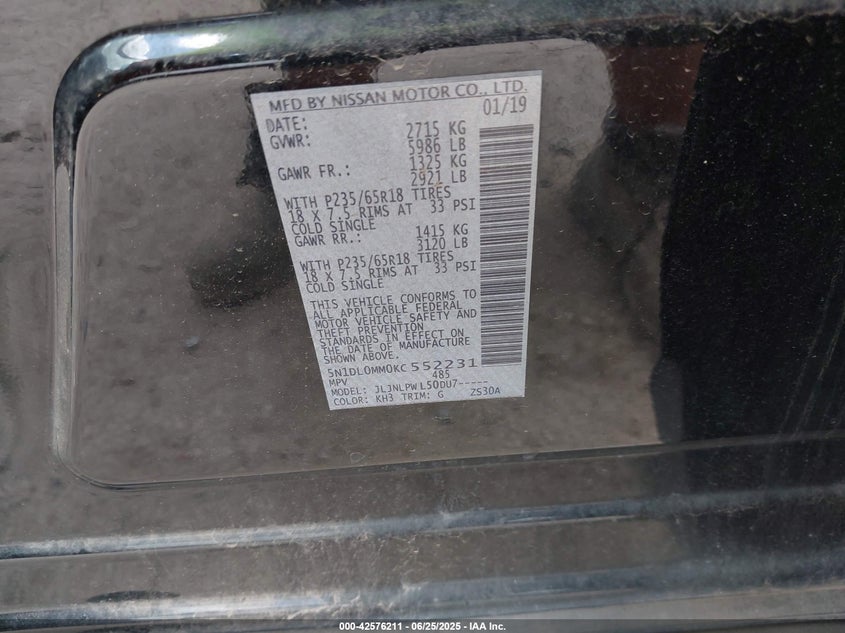 MFD BY NISSAN MOTOR CO., LTD.
DATE: 01/19
GVWR: 2715 KG
5986 LB
GAWR FR.: 1325 KG
2921 LB
WITH P235/65R18 TIRES
18 X 7.5 RIMS AT 33 PSI
COLD SINGLE
GAWR RR.: 1415 KG
3120 LB
WITH P235/65R18 TIRES
18 X 7.5 RIMS AT 33 PSI
COLD SINGLE
THIS VEHICLE CONFORMS TO
ALL APPLICABLE FEDERAL
MOTOR VEHICLE SAFETY AND
THEFT PREVENTION
STANDARDS IN EFFECT ON
THE DATE OF MANUFACTURE
SHOWN ABOVE.
5N1DL0MM0KC552231
MPV 485
MODEL: JLJNLPWL50DU7-----
COLOR: KH3 TRIM: G ZS30A
000-42576211 - 06/25/2025 - IAA Inc.